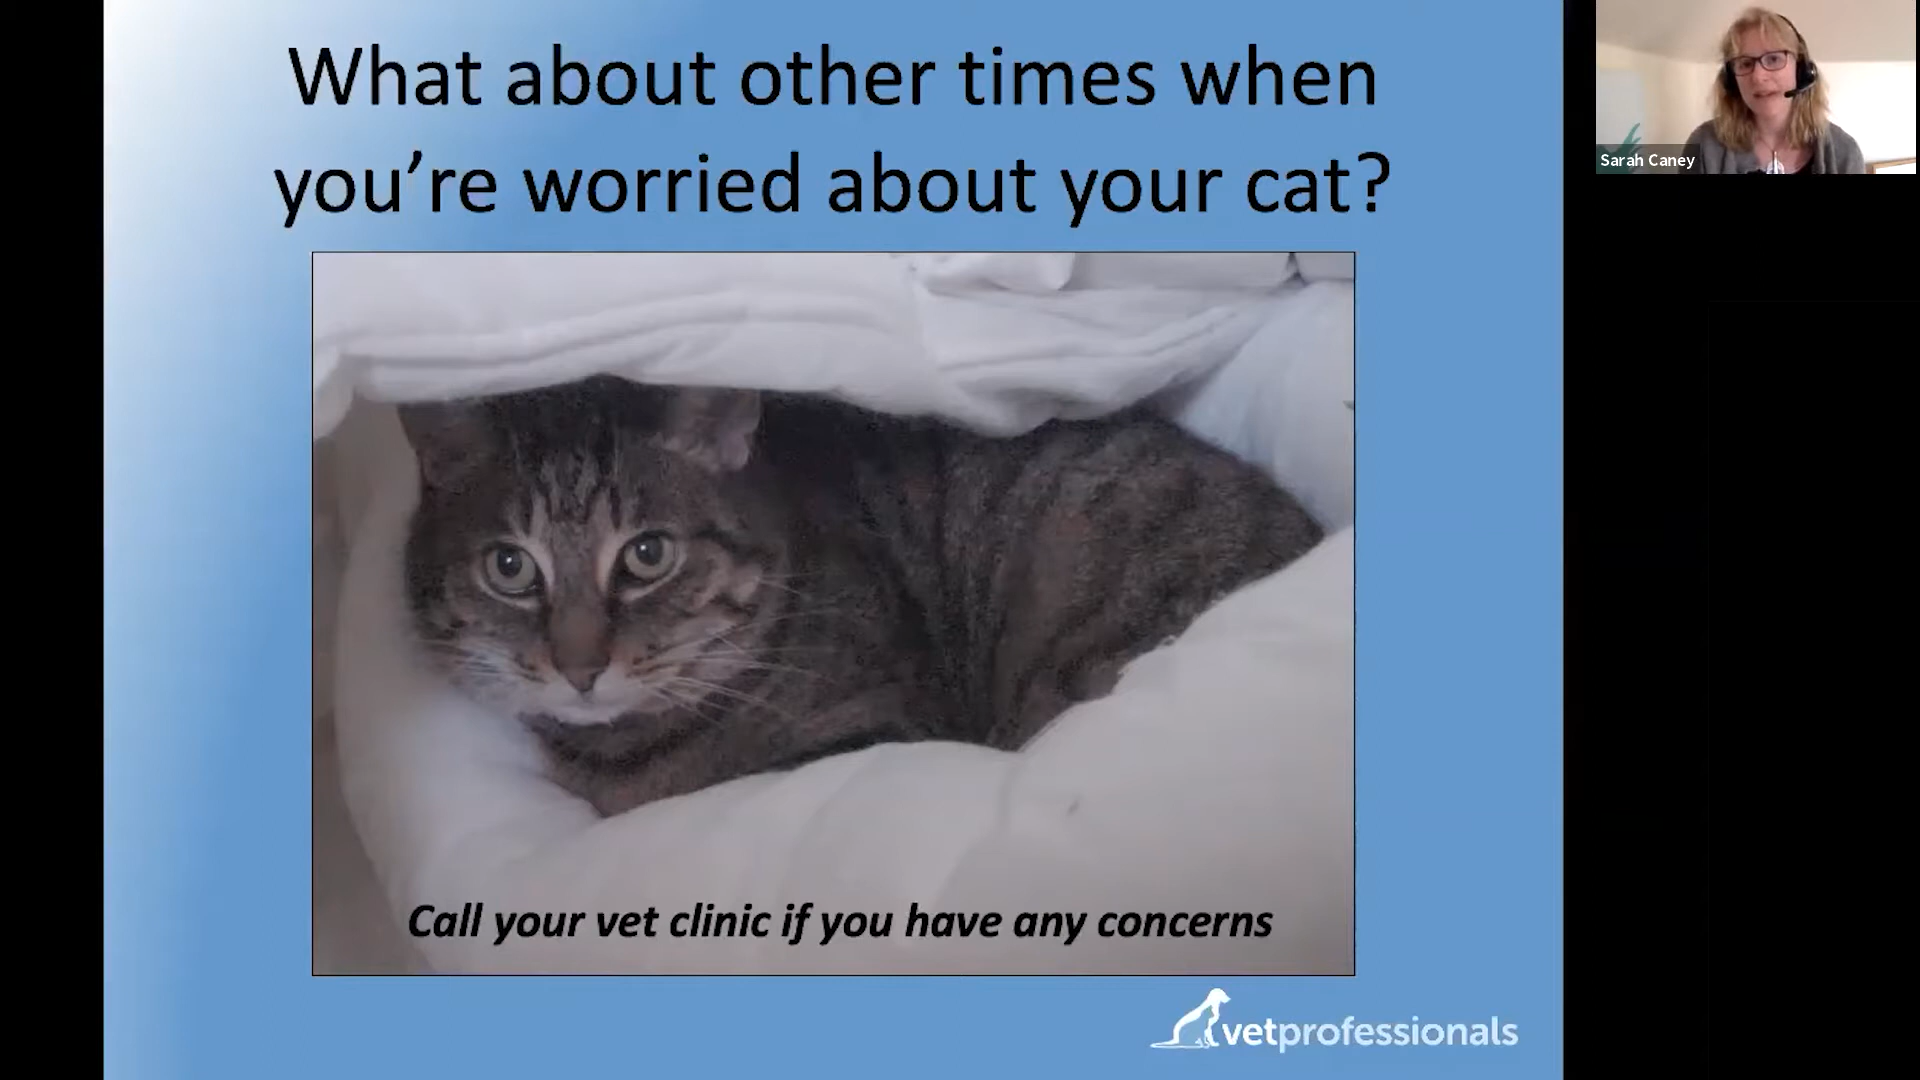 What about other times when
you’re worried about your cat?
Sarah Caney
Call your vet clinic if you have any concerns
vetprofessionals